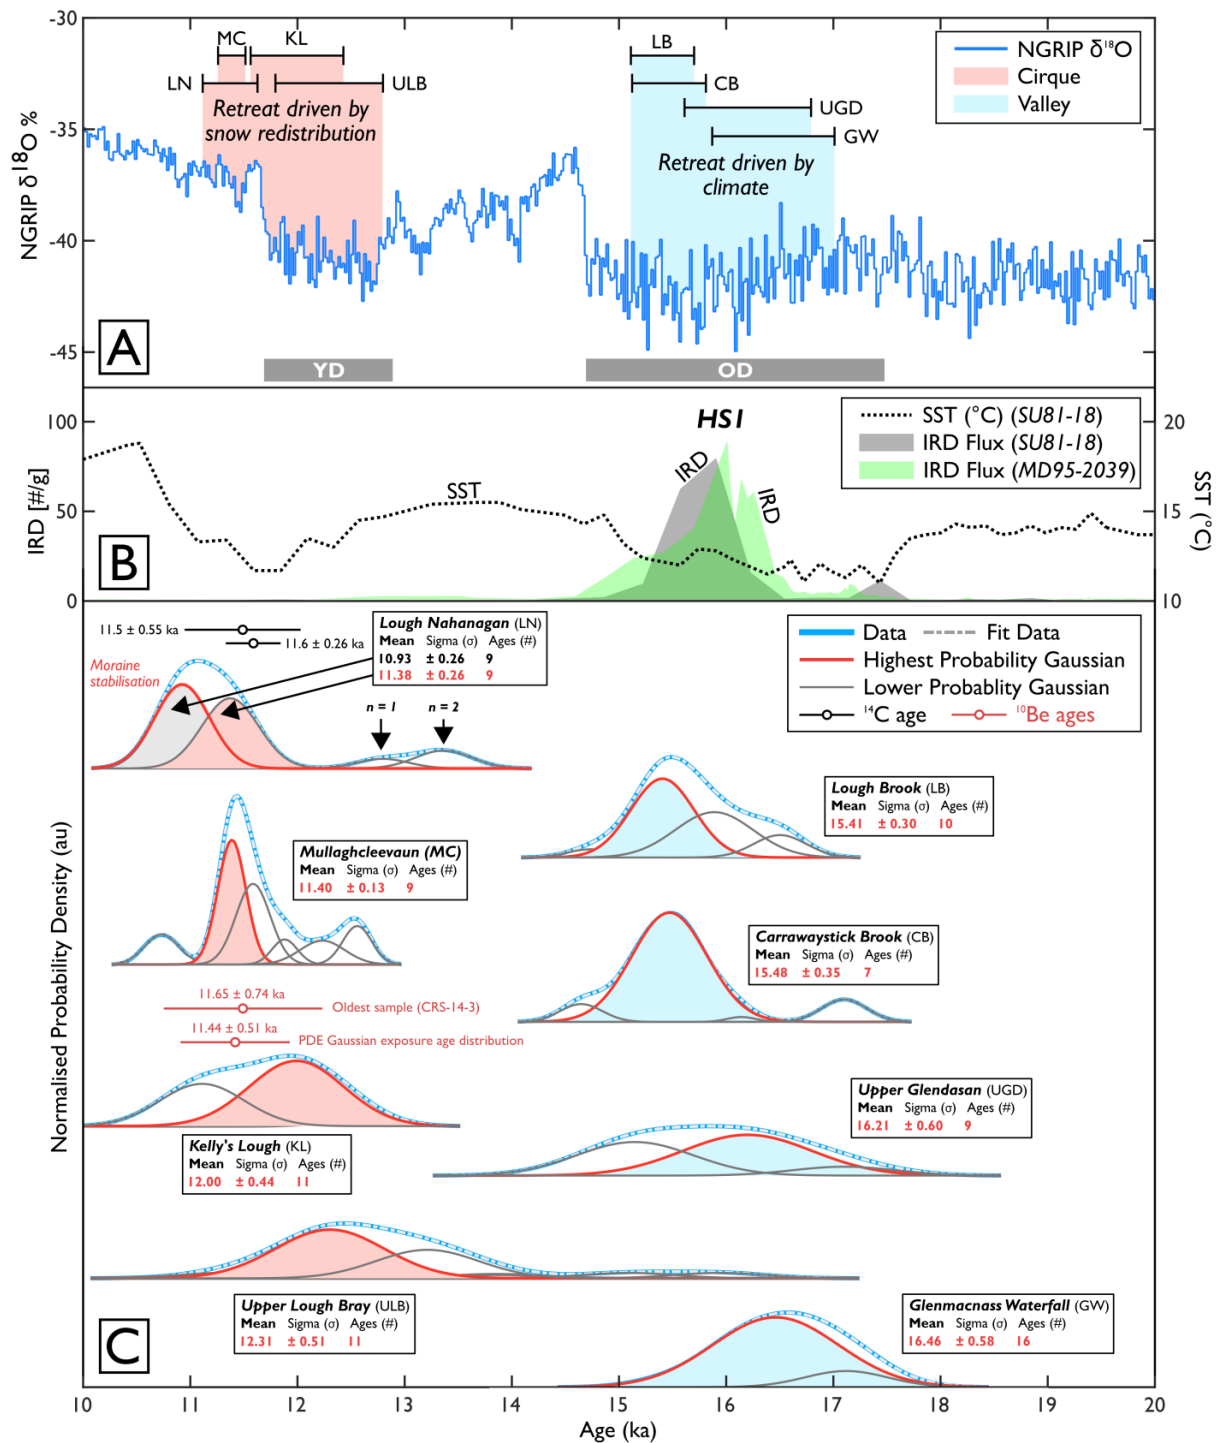 -30
-35
-40
-45
NGRIP δ¹⁸O %
MC
KL
LN
ULB
Retreat driven by
snow redistribution
LB
CB
UGD
GW
Retreat driven by
climate
NGRIP δ¹⁸O
Cirque
Valley
A
YD
OD
100
50
0
IRD [#/g]
HS1
SST
IRD
IRD
SST (°C) (SU81-18)
IRD Flux (SU81-18)
IRD Flux (MD95-2039)
20
15
10
SST (°C)
B
11.5 ± 0.55 ka
11.6 ± 0.26 ka
Moraine
stabilisation
Lough Nahanagan (LN)
Mean Sigma (σ) Ages (#)
10.93 ± 0.26 9
11.38 ± 0.26 9
n = 1
n = 2
Data Fit Data
Highest Probability Gaussian
Lower Probablity Gaussian
¹⁴C age ¹⁰Be ages
Lough Brook (LB)
Mean Sigma (σ) Ages (#)
15.41 ± 0.30 10
Mullaghcleevaun (MC)
Mean Sigma (σ) Ages (#)
11.40 ± 0.13 9
Carrawaystick Brook (CB)
Mean Sigma (σ) Ages (#)
15.48 ± 0.35 7
11.65 ± 0.74 ka
Oldest sample (CRS-14-3)
11.44 ± 0.51 ka
PDE Gaussian exposure age distribution
Upper Glendasan (UGD)
Mean Sigma (σ) Ages (#)
16.21 ± 0.60 9
Kelly's Lough (KL)
Mean Sigma (σ) Ages (#)
12.00 ± 0.44 11
Upper Lough Bray (ULB)
Mean Sigma (σ) Ages (#)
12.31 ± 0.51 11
Glenmacnass Waterfall (GW)
Mean Sigma (σ) Ages (#)
16.46 ± 0.58 16
C
Normalised Probability Density (au)
10 11 12 13 14 15 16 17 18 19 20
Age (ka)